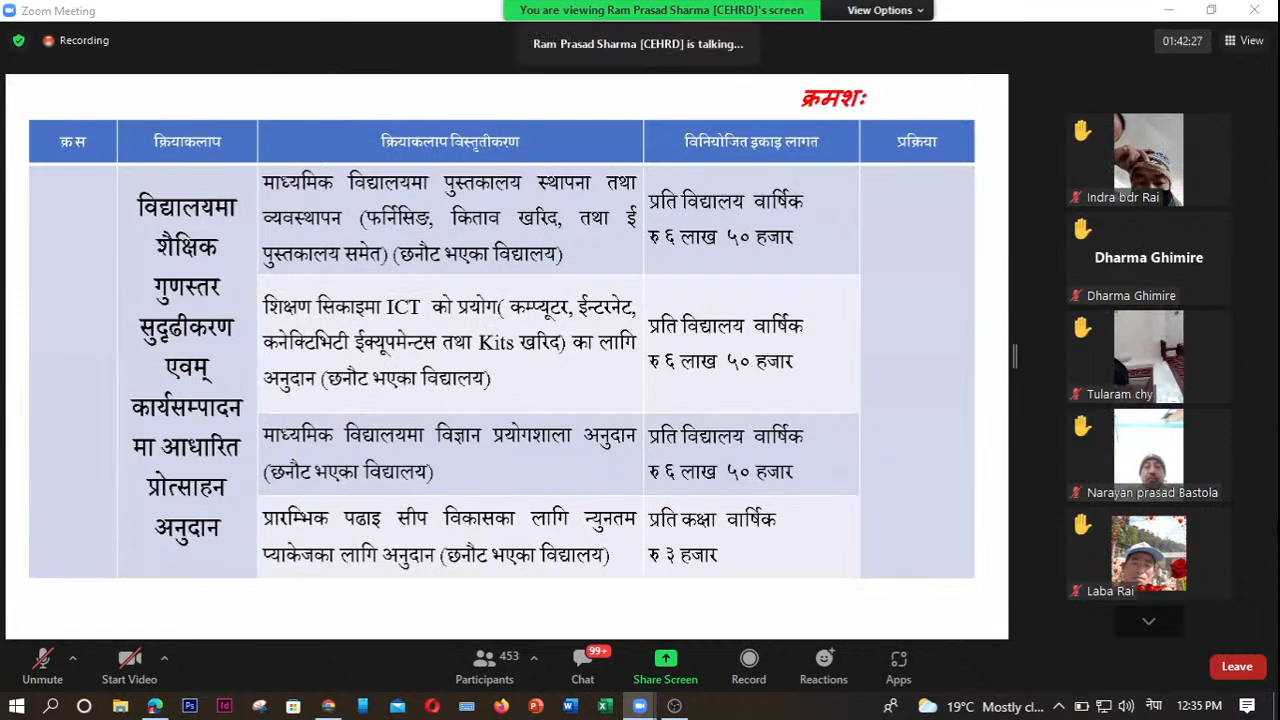 Zoom Meeting
You are viewing Ram Prasad Sharma [CEHRD]'s screen
View Options
Recording
Ram Prasad Sharma [CEHRD] is talking...
01:42:27
View
क्रमशः
क्र स
क्रियाकलाप
क्रियाकलाप विस्तृतीकरण
विनियोजित इकाइ लागत
प्रक्रिया
विद्यालयमा
शैक्षिक
गुणस्तर
सुदृढीकरण
एवम्
कार्यसम्पादन
मा आधारित
प्रोत्साहन
अनुदान
माध्यमिक विद्यालयमा पुस्तकालय स्थापना तथा
व्यवस्थापन (फर्निसिङ, किताव खरिद, तथा ई
पुस्तकालय समेत) (छनौट भएका विद्यालय)
प्रति विद्यालय वार्षिक
रु ६ लाख ५० हजार
शिक्षण सिकाइमा ICT को प्रयोग( कम्प्यूटर, ईन्टरनेट,
कनेक्टिभिटी ईक्यूपमेन्टस तथा Kits खरिद) का लागि
अनुदान (छनौट भएका विद्यालय)
प्रति विद्यालय वार्षिक
रु ६ लाख ५० हजार
माध्यमिक विद्यालयमा विज्ञान प्रयोगशाला अनुदान
(छनौट भएका विद्यालय)
प्रति विद्यालय वार्षिक
रु ६ लाख ५० हजार
प्रारम्भिक पढाइ सीप विकासका लागि न्युनतम
प्याकेजका लागि अनुदान (छनौट भएका विद्यालय)
प्रति कक्षा वार्षिक
रु ३ हजार
Indra bdr Rai
Dharma Ghimire
Dharma Ghimire
Tularam chy
Narayan prasad Bastola
Laba Rai
Unmute
Start Video
453
Participants
99+
Chat
Share Screen
Record
Reactions
Apps
Leave
Ps
Id
a
P
W
X
19°C Mostly cl...
नेपा
12:35 PM